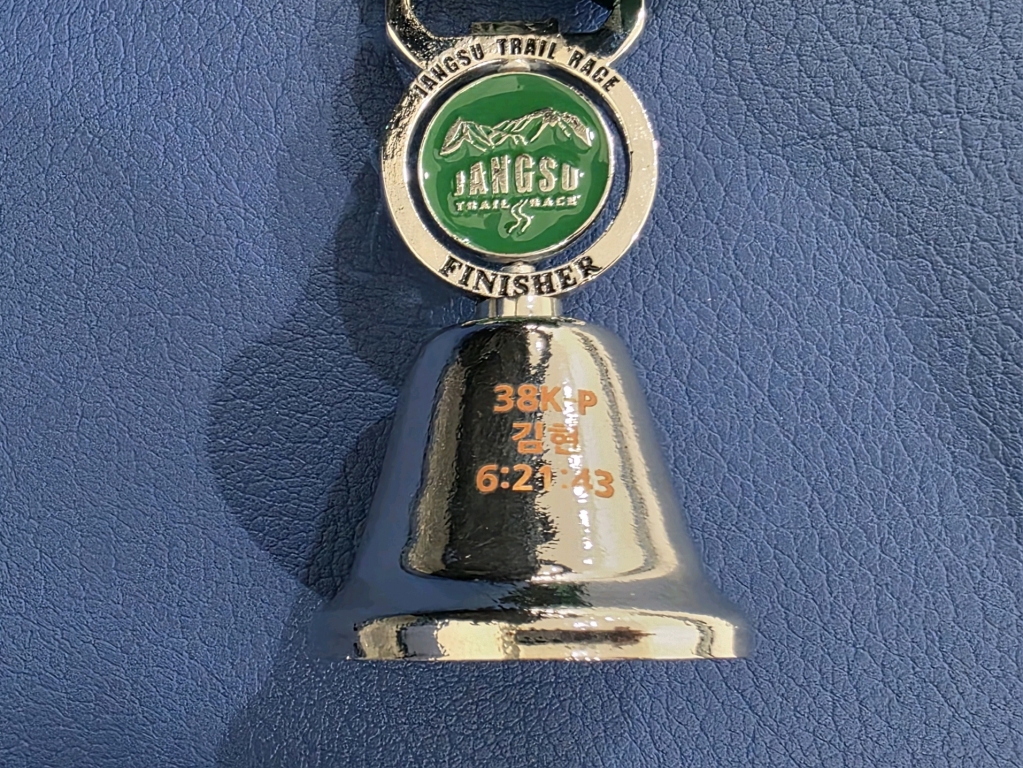 JANGSU TRAIL RACE
JANGSU
TRAIL RACE
FINISHER
38K-P
김현
6:21:43